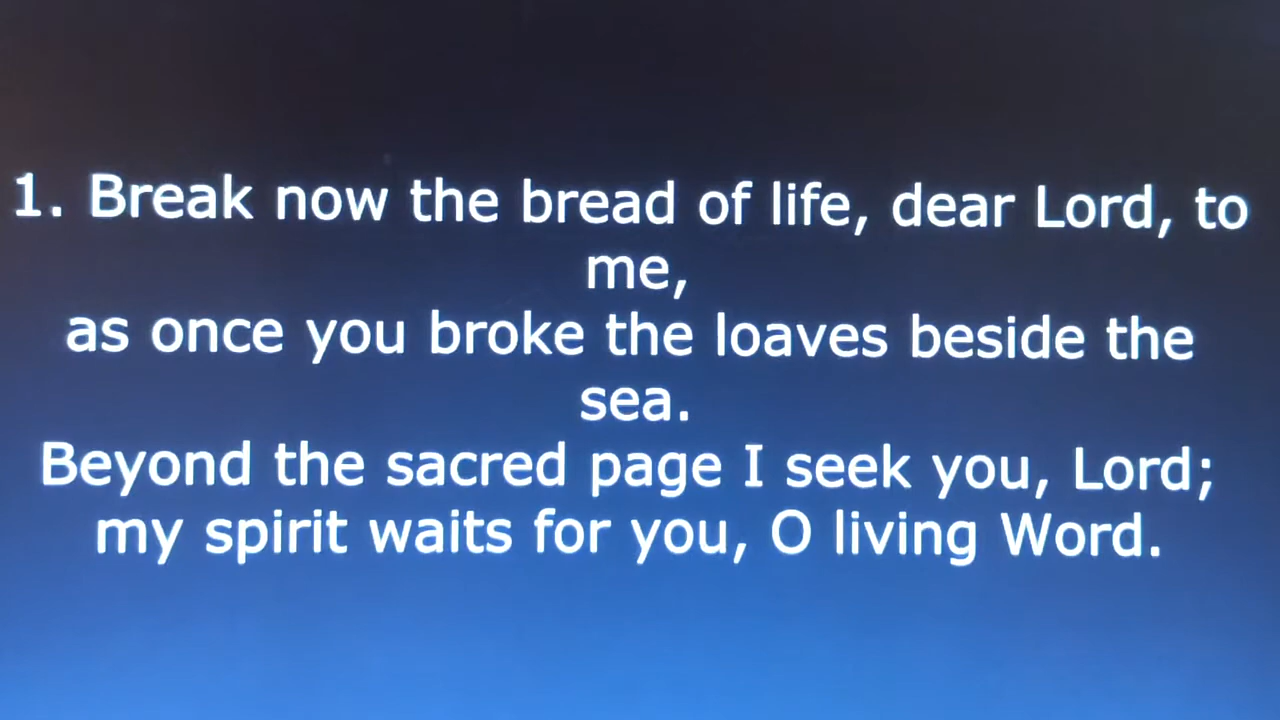 1. Break now the bread of life, dear Lord, to
me,
as once you broke the loaves beside the
sea.
Beyond the sacred page I seek you, Lord;
my spirit waits for you, O living Word.